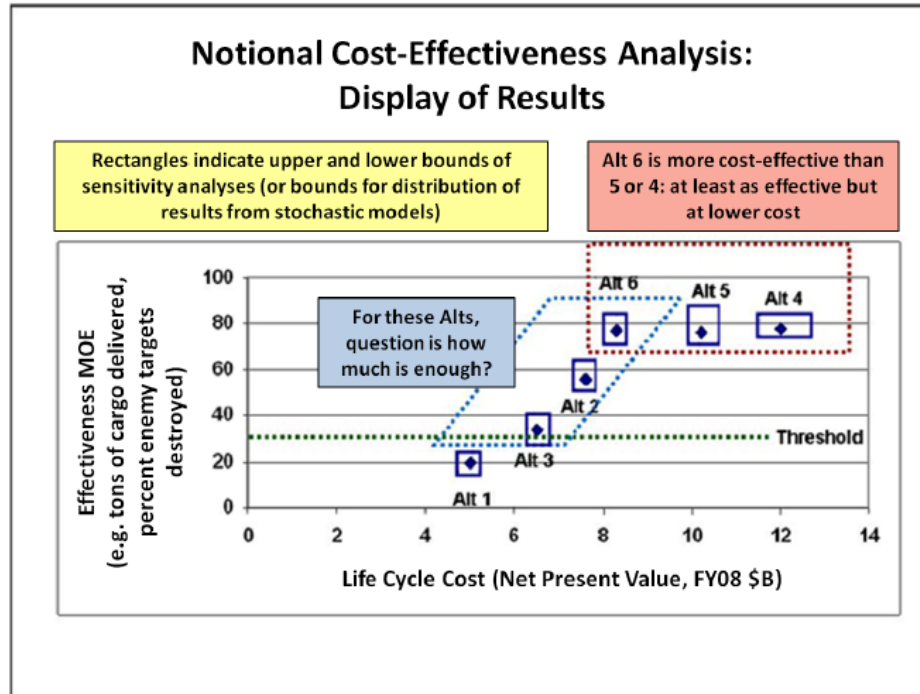 Notional Cost-Effectiveness Analysis:
Display of Results
Rectangles indicate upper and lower bounds of
sensitivity analyses (or bounds for distribution of
results from stochastic models)
Alt 6 is more cost-effective than
5 or 4: at least as effective but
at lower cost
Effectiveness MOE
(e.g. tons of cargo delivered,
percent enemy targets
destroyed)
100
80
60
40
20
0
For these Alts,
question is how
much is enough?
Alt 6
Alt 5
Alt 4
Alt 2
Threshold
Alt 3
Alt 1
0
2
4
6
8
10
12
14
Life Cycle Cost (Net Present Value, FY08 $B)